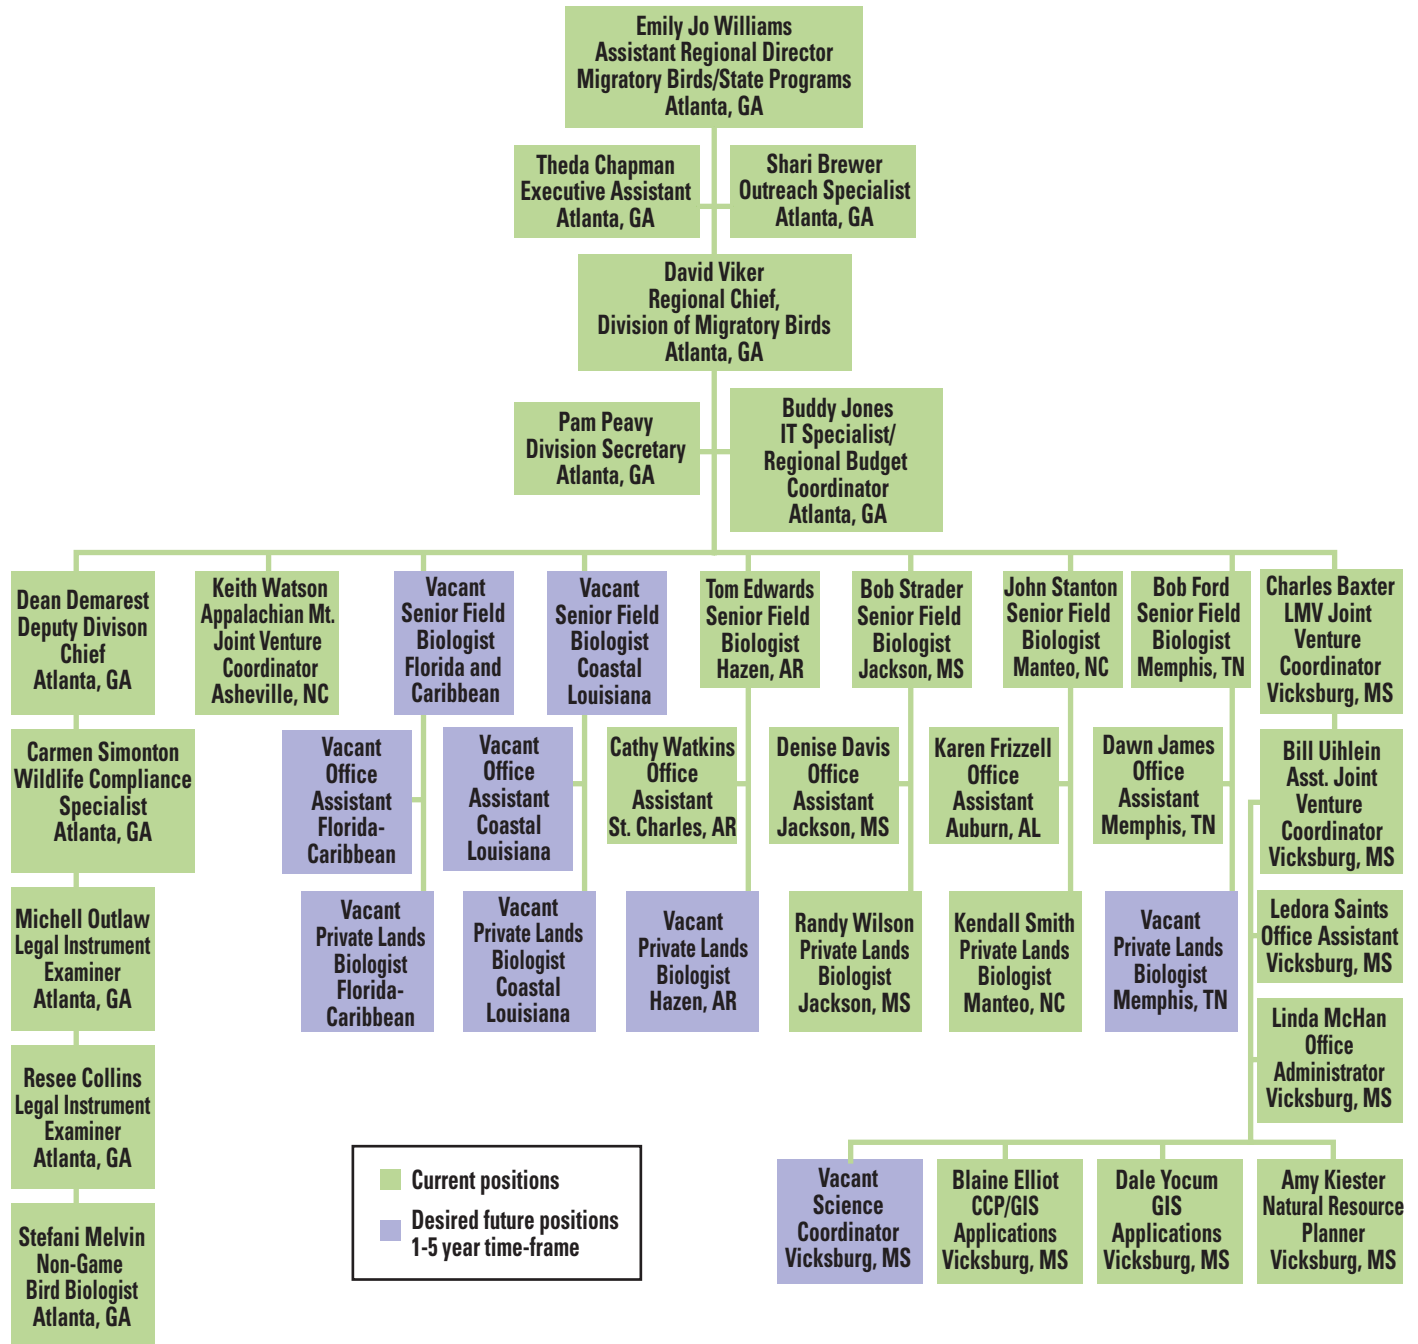 Emily Jo Williams
Assistant Regional Director
Migratory Birds/State Programs
Atlanta, GA
Theda Chapman
Executive Assistant
Atlanta, GA
Shari Brewer
Outreach Specialist
Atlanta, GA
David Viker
Regional Chief,
Division of Migratory Birds
Atlanta, GA
Pam Peavy
Division Secretary
Atlanta, GA
Buddy Jones
IT Specialist/
Regional Budget
Coordinator
Atlanta, GA
Dean Demarest
Deputy Divison
Chief
Atlanta, GA
Keith Watson
Appalachian Mt.
Joint Venture
Coordinator
Asheville, NC
Vacant
Senior Field
Biologist
Florida and
Caribbean
Vacant
Senior Field
Biologist
Coastal
Louisiana
Tom Edwards
Senior Field
Biologist
Hazen, AR
Bob Strader
Senior Field
Biologist
Jackson, MS
John Stanton
Senior Field
Biologist
Manteo, NC
Bob Ford
Senior Field
Biologist
Memphis, TN
Charles Baxter
LMV Joint
Venture
Coordinator
Vicksburg, MS
Carmen Simonton
Wildlife Compliance
Specialist
Atlanta, GA
Vacant
Office
Assistant
Florida-
Caribbean
Vacant
Office
Assistant
Coastal
Louisiana
Cathy Watkins
Office
Assistant
St. Charles, AR
Denise Davis
Office
Assistant
Jackson, MS
Karen Frizzell
Office
Assistant
Auburn, AL
Dawn James
Office
Assistant
Memphis, TN
Bill Uihlein
Asst. Joint
Venture
Coordinator
Vicksburg, MS
Michell Outlaw
Legal Instrument
Examiner
Atlanta, GA
Vacant
Private Lands
Biologist
Florida-
Caribbean
Vacant
Private Lands
Biologist
Coastal
Louisiana
Vacant
Private Lands
Biologist
Hazen, AR
Randy Wilson
Private Lands
Biologist
Jackson, MS
Kendall Smith
Private Lands
Biologist
Manteo, NC
Vacant
Private Lands
Biologist
Memphis, TN
Ledora Saints
Office Assistant
Vicksburg, MS
Linda McHan
Office
Administrator
Vicksburg, MS
Resee Collins
Legal Instrument
Examiner
Atlanta, GA
Stefani Melvin
Non-Game
Bird Biologist
Atlanta, GA
Current positions
Desired future positions
1-5 year time-frame
Vacant
Science
Coordinator
Vicksburg, MS
Blaine Elliot
CCP/GIS
Applications
Vicksburg, MS
Dale Yocum
GIS
Applications
Vicksburg, MS
Amy Kiester
Natural Resource
Planner
Vicksburg, MS